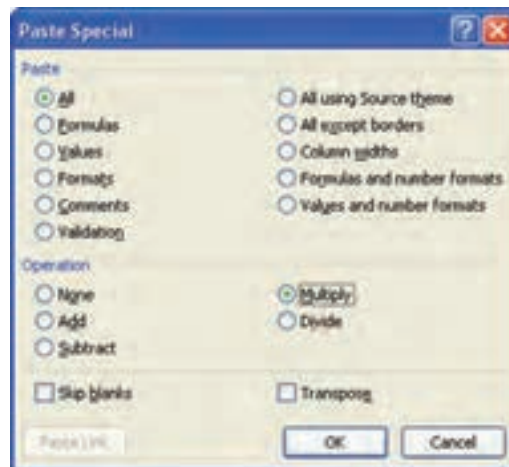 Paste Special
Paste
All
All using Source theme
Formulas
All except borders
Values
Column widths
Formats
Formulas and number formats
Comments
Values and number formats
Validation
Operation
None
Multiply
Add
Divide
Subtract
Skip blanks
Transpose
Paste Link
OK
Cancel